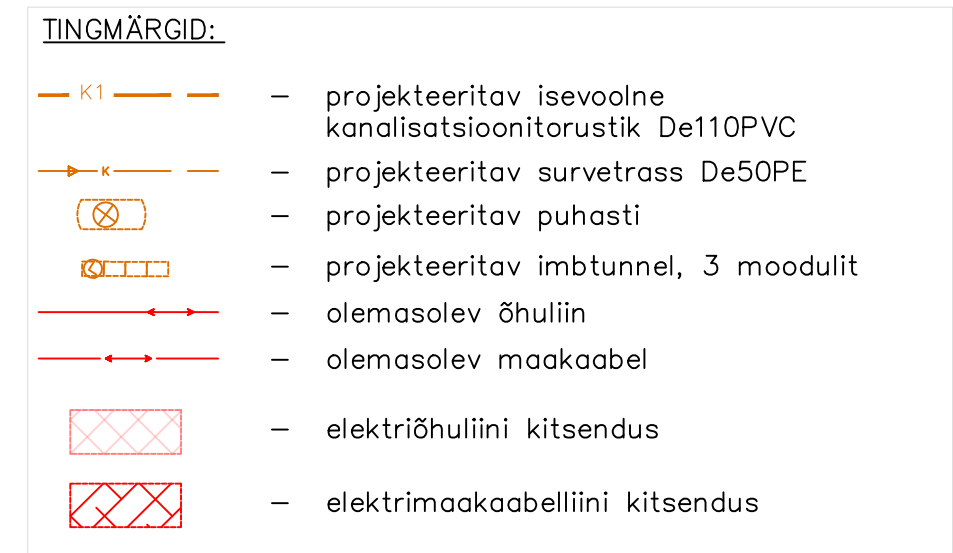 TINGMÄRGID:
K1 – projekteeritav isevoolne
kanalisatsioonitorustik De110PVC
K – projekteeritav survetrass De50PE
– projekteeritav puhasti
– projekteeritav imbtunnel, 3 moodulit
– olemasolev õhuliin
– olemasolev maakaabel
– elektriõhuliini kitsendus
– elektrimaakaabelliini kitsendus